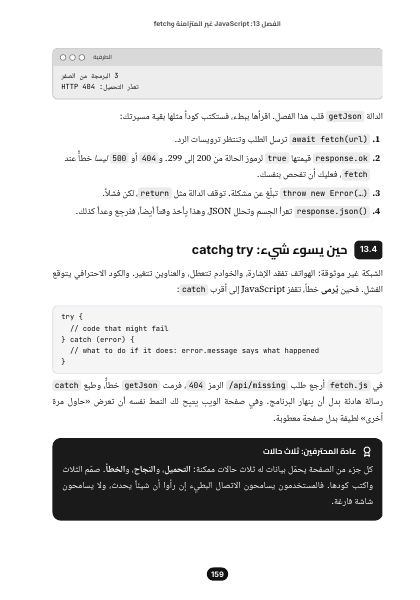 الفصل 13: JavaScript غير المتزامنة وfetch
الطرفية
3 البرمجة من الصفر
تعذّر التحميل: HTTP 404
الدالة getJson قلب هذا الفصل. اقرأها ببطء، فستكتب كوداً مثلها بقية مسيرتك:
1. await fetch(url) ترسل الطلب وتنتظر ترويسات الرد.
2. response.ok قيمتها true لرموز الحالة من 200 إلى 299. و404 أو 500 ليسا خطأً عند
fetch، فعليك أن تفحص بنفسك.
3. throw new Error(…) تبلّغ عن مشكلة. توقف الدالة مثل return، لكن فشلاً.
4. response.json() تقرأ الجسم وتحلل JSON، وهذا يأخذ وقتاً أيضاً، فتُرجع وعداً كذلك.
13.4 حين يسوء شيء: try وcatch
الشبكة غير موثوقة: الهواتف تفقد الإشارة، والخوادم تتعطل، والعناوين تتغير. والكود الاحترافي يتوقع
الفشل. فحين يُرمى خطأ، تقفز JavaScript إلى أقرب catch:
try {
  // code that might fail
} catch (error) {
  // what to do if it does: error.message says what happened
}
في fetch.js أرجع طلب /api/missing الرمز 404، فرمت getJson خطأً، وطبع catch
رسالة هادئة بدل أن ينهار البرنامج. وفي صفحة الويب يتيح لك النمط نفسه أن تعرض «حاول مرة
أخرى» لطيفة بدل صفحة معطوبة.
عادة المحترفين: ثلاث حالات
كل جزء من الصفحة يحمّل بيانات له ثلاث حالات ممكنة: التحميل، والنجاح، والخطأ. صمّم الثلاث
واكتب كودها. فالمستخدمون يسامحون الاتصال البطيء إن رأوا أن شيئاً يحدث، ولا يسامحون
شاشة فارغة.
159